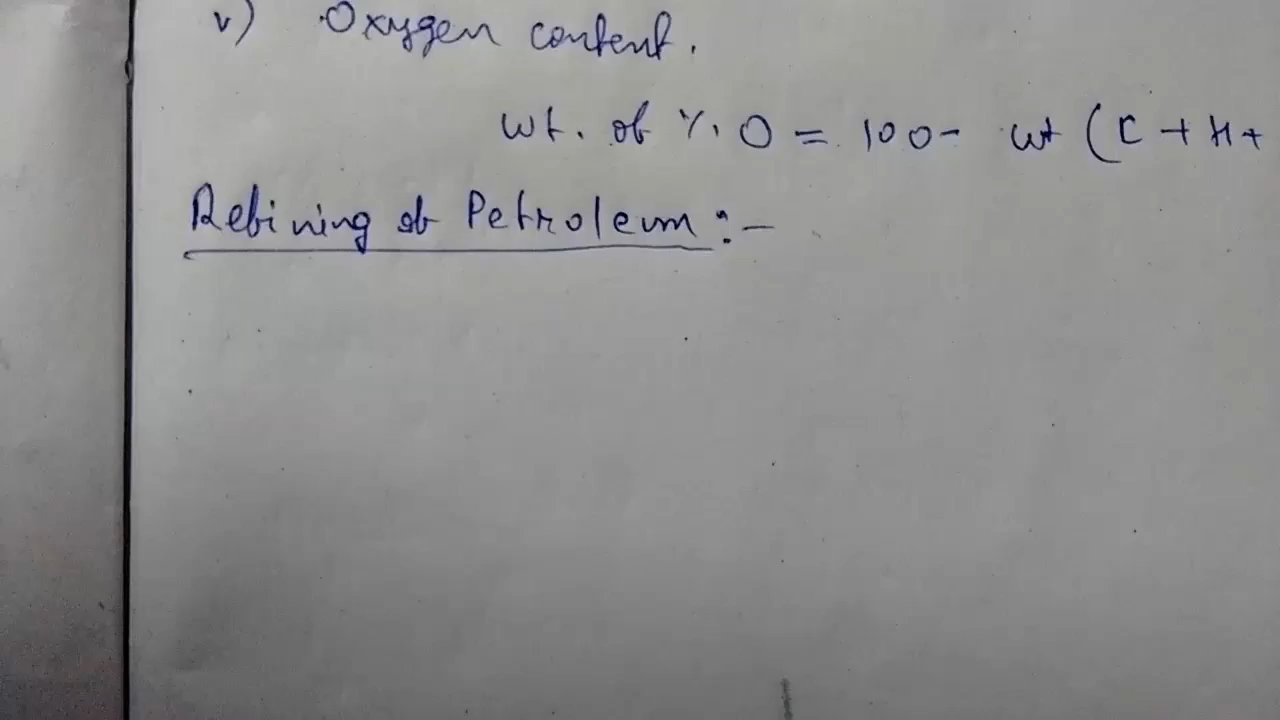 v) Oxygen content.
Wt. of %. O = 100 - wt (C + H +
Refining of Petroleum :-